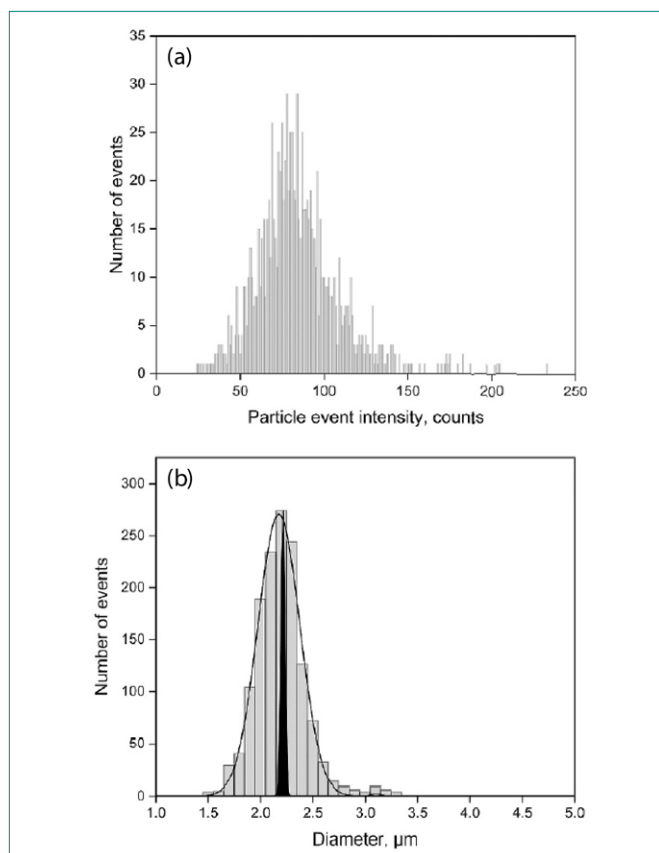 (a)
35
30
25
20
15
10
5
0
0 50 100 150 200 250
Number of events
Particle event intensity, counts
(b)
300
250
200
150
100
50
0
1.0 1.5 2.0 2.5 3.0 3.5 4.0 4.5 5.0
Number of events
Diameter, µm